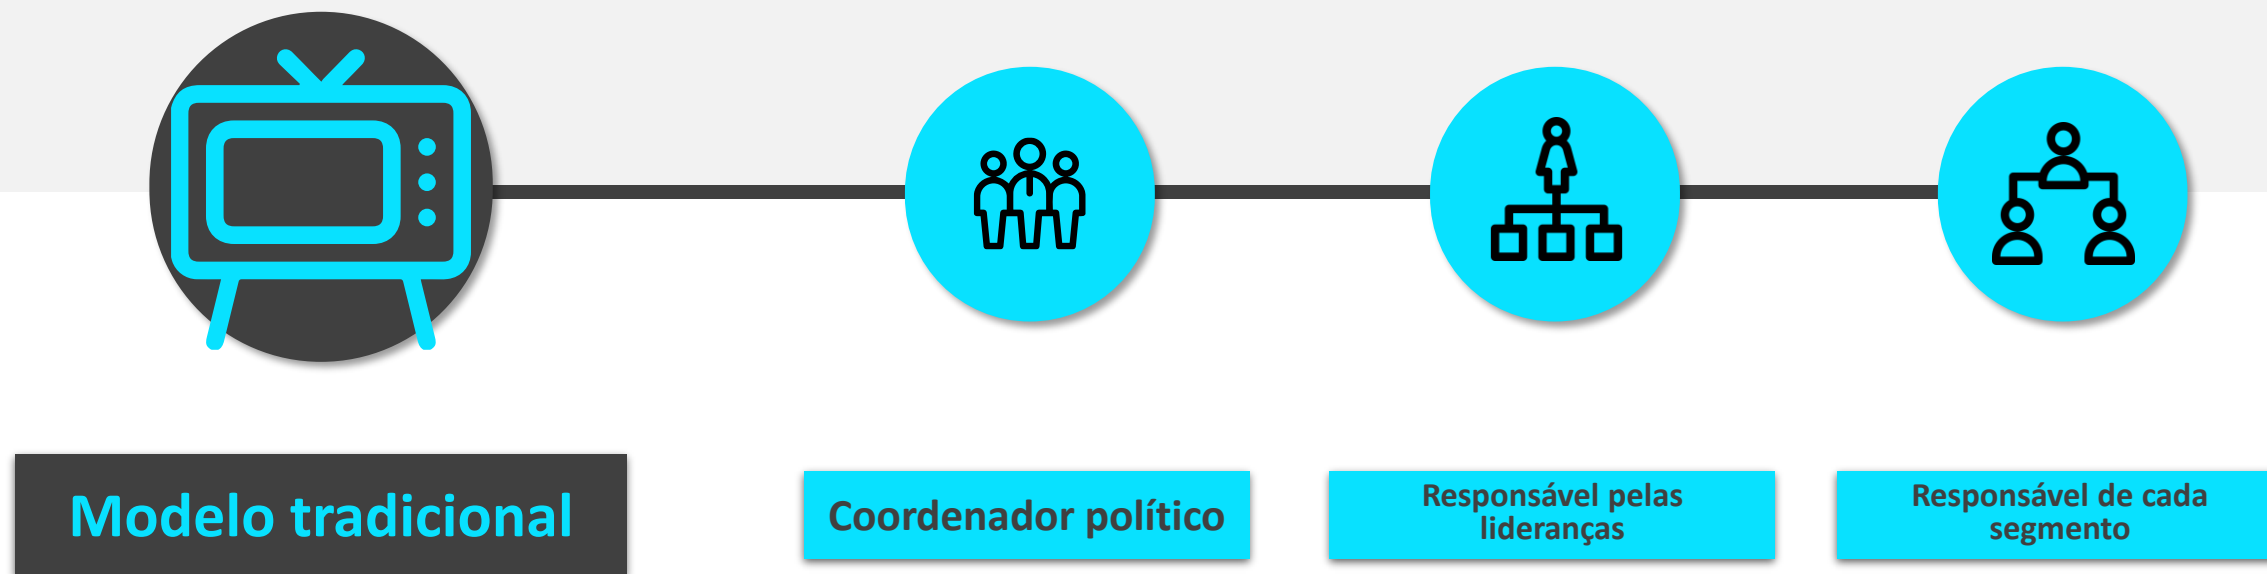 Modelo tradicional
Coordenador político
Responsável pelas
lideranças
Responsável de cada
segmento